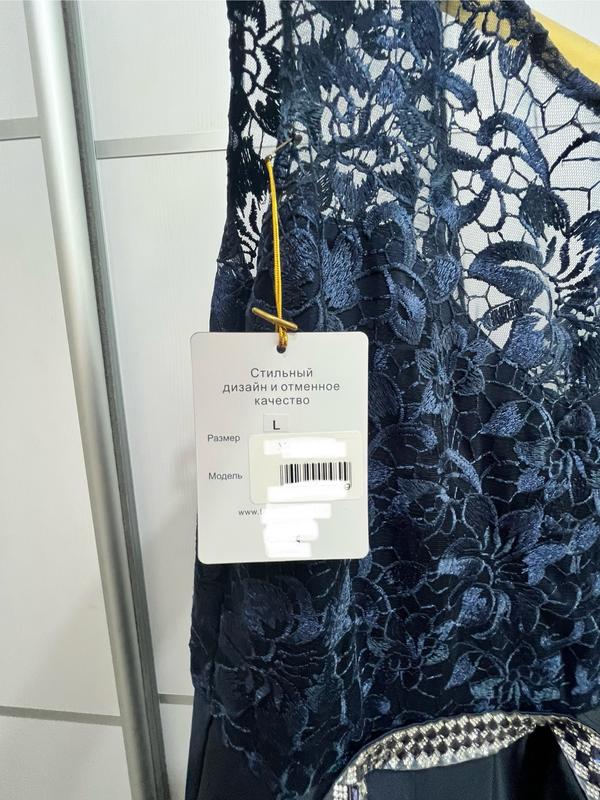 Стильный
дизайн и отменное
качество
L
Размер
Модель
www.